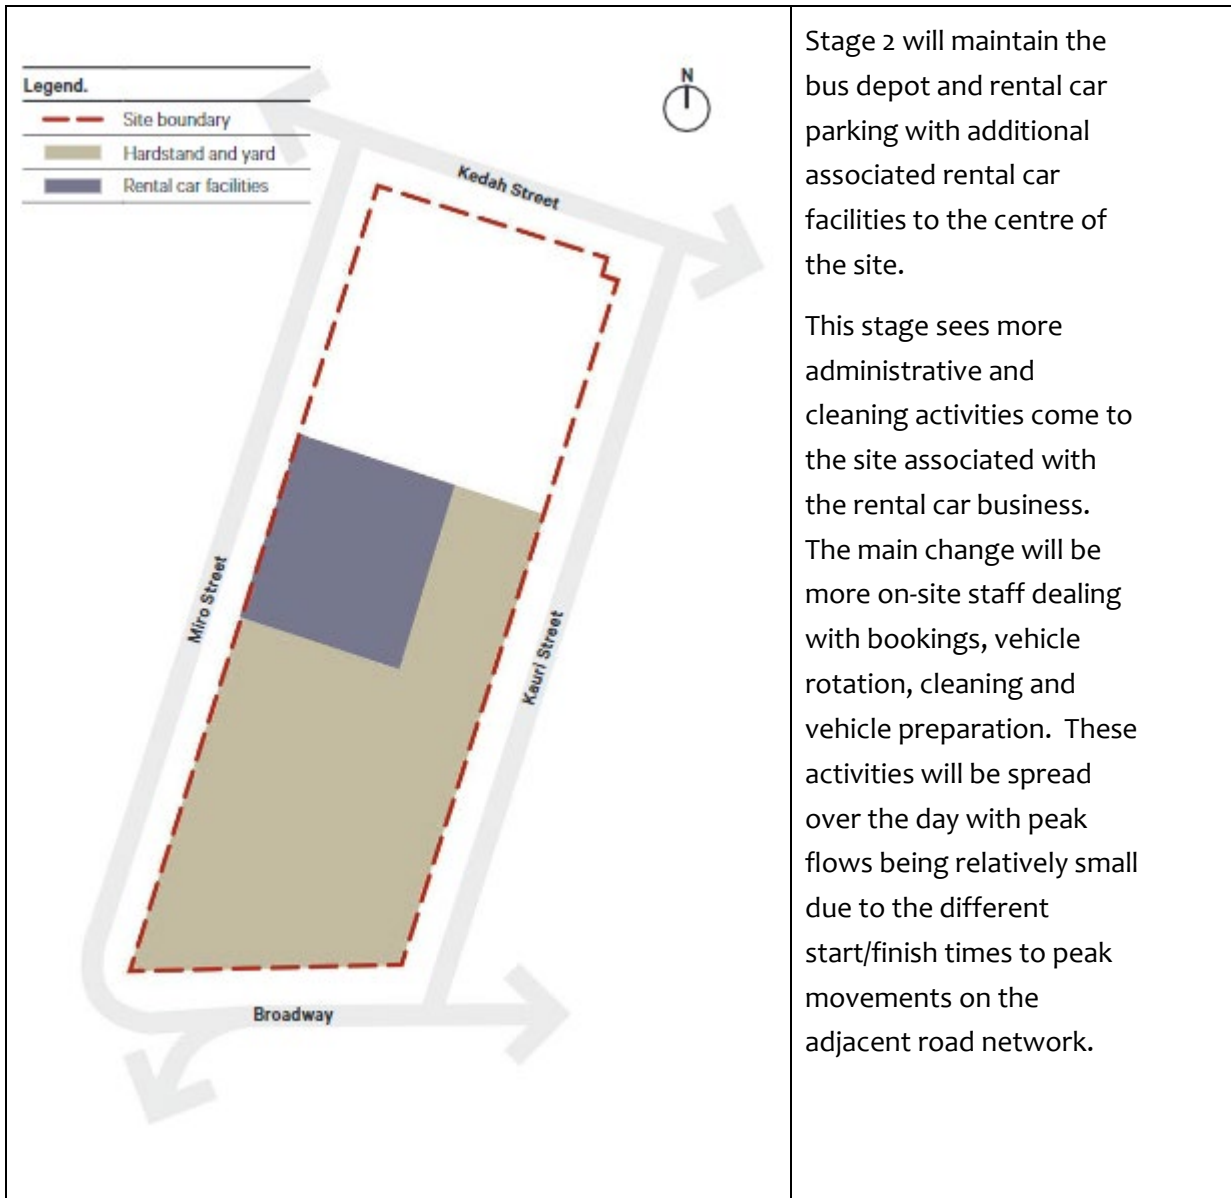 Legend.
Site boundary
Hardstand and yard
Rental car facilities
N
Kedah Street
Miro Street
Kauri Street
Broadway
Stage 2 will maintain the
bus depot and rental car
parking with additional
associated rental car
facilities to the centre of
the site.
This stage sees more
administrative and
cleaning activities come to
the site associated with
the rental car business.
The main change will be
more on-site staff dealing
with bookings, vehicle
rotation, cleaning and
vehicle preparation.  These
activities will be spread
over the day with peak
flows being relatively small
due to the different
start/finish times to peak
movements on the
adjacent road network.